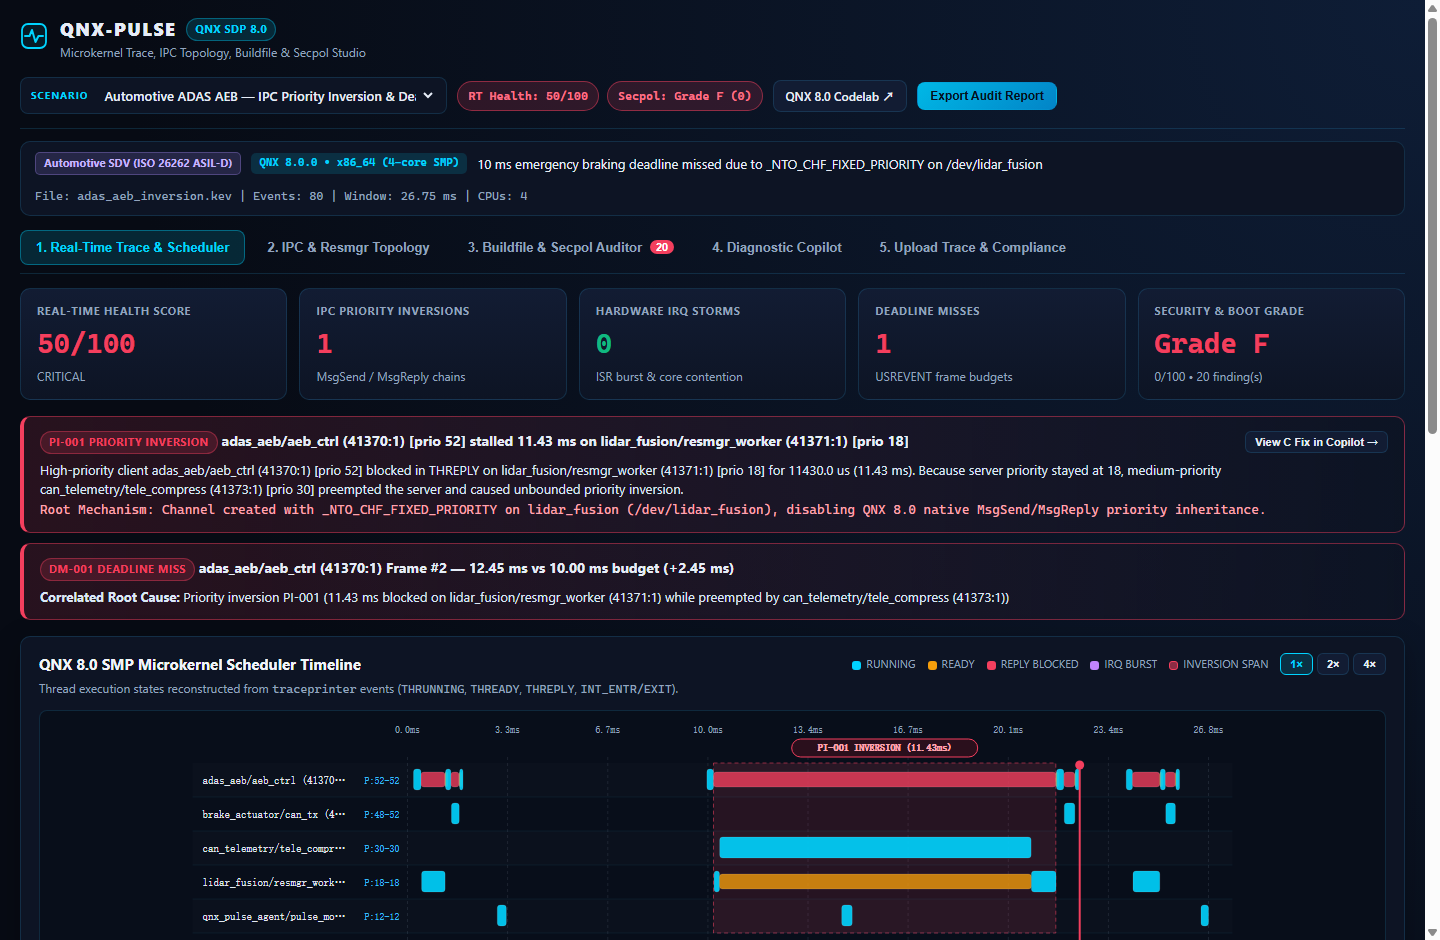 QNX-PULSE QNX SDP 8.0
Microkernel Trace, IPC Topology, Buildfile & Secpol Studio
SCENARIO Automotive ADAS AEB — IPC Priority Inversion & De RT Health: 50/100 Secpol: Grade F (0) QNX 8.0 Codelab ↗ Export Audit Report
Automotive SDV (ISO 26262 ASIL-D) QNX 8.0.0 • x86_64 (4-core SMP) 10 ms emergency braking deadline missed due to _NTO_CHF_FIXED_PRIORITY on /dev/lidar_fusion
File: adas_aeb_inversion.kev | Events: 80 | Window: 26.75 ms | CPUs: 4
1. Real-Time Trace & Scheduler 2. IPC & Resmgr Topology 3. Buildfile & Secpol Auditor 20 4. Diagnostic Copilot 5. Upload Trace & Compliance
REAL-TIME HEALTH SCORE
50/100
CRITICAL
IPC PRIORITY INVERSIONS
1
MsgSend / MsgReply chains
HARDWARE IRQ STORMS
0
ISR burst & core contention
DEADLINE MISSES
1
USREVENT frame budgets
SECURITY & BOOT GRADE
Grade F
0/100 • 20 finding(s)
PI-001 PRIORITY INVERSION adas_aeb/aeb_ctrl (41370:1) [prio 52] stalled 11.43 ms on lidar_fusion/resmgr_worker (41371:1) [prio 18] View C Fix in Copilot →
High-priority client adas_aeb/aeb_ctrl (41370:1) [prio 52] blocked in THREPLY on lidar_fusion/resmgr_worker (41371:1) [prio 18] for 11430.0 us (11.43 ms). Because server priority stayed at 18, medium-priority
can_telemetry/tele_compress (41373:1) [prio 30] preempted the server and caused unbounded priority inversion.
Root Mechanism: Channel created with _NTO_CHF_FIXED_PRIORITY on lidar_fusion (/dev/lidar_fusion), disabling QNX 8.0 native MsgSend/MsgReply priority inheritance.
DM-001 DEADLINE MISS adas_aeb/aeb_ctrl (41370:1) Frame #2 — 12.45 ms vs 10.00 ms budget (+2.45 ms)
Correlated Root Cause: Priority inversion PI-001 (11.43 ms blocked on lidar_fusion/resmgr_worker (41371:1) while preempted by can_telemetry/tele_compress (41373:1))
QNX 8.0 SMP Microkernel Scheduler Timeline RUNNING READY REPLY BLOCKED IRQ BURST INVERSION SPAN 1× 2× 4×
Thread execution states reconstructed from traceprinter events (THRUNNING, THREADY, THREPLY, INT_ENTR/EXIT).
0.0ms 3.3ms 6.7ms 10.0ms 13.4ms 16.7ms 20.1ms 23.4ms 26.8ms
PI-001 INVERSION (11.43ms)
adas_aeb/aeb_ctrl (41370⋯ P:52-52
brake_actuator/can_tx (4⋯ P:48-52
can_telemetry/tele_compr⋯ P:30-30
lidar_fusion/resmgr_work⋯ P:18-18
qnx_pulse_agent/pulse_mo⋯ P:12-12